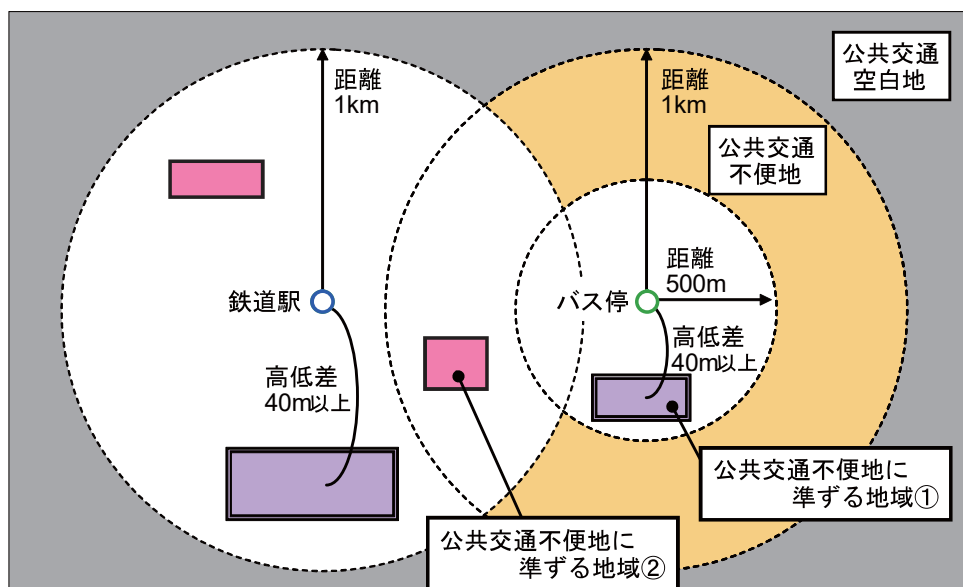 公共交通
空白地
距離
1km
距離
1km
公共交通
不便地
距離
500m
鉄道駅
バス停
高低差
40m以上
高低差
40m以上
公共交通不便地に
準ずる地域①
公共交通不便地に
準ずる地域②